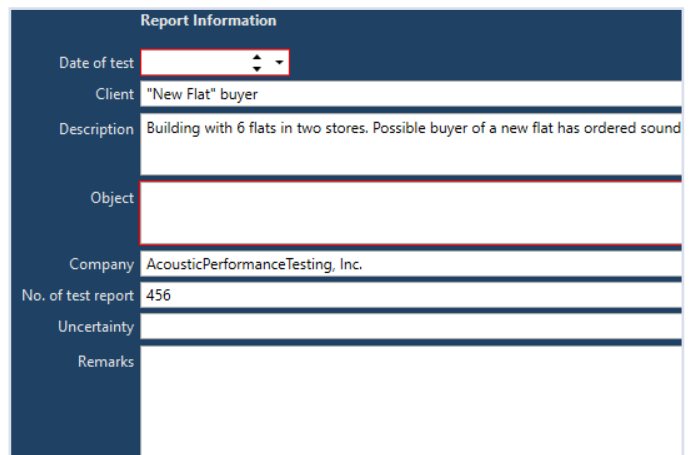 Report Information
Date of test
Client "New Flat" buyer
Description Building with 6 flats in two stores. Possible buyer of a new flat has ordered sound
Object
Company AcousticPerformanceTesting, Inc.
No. of test report 456
Uncertainty
Remarks